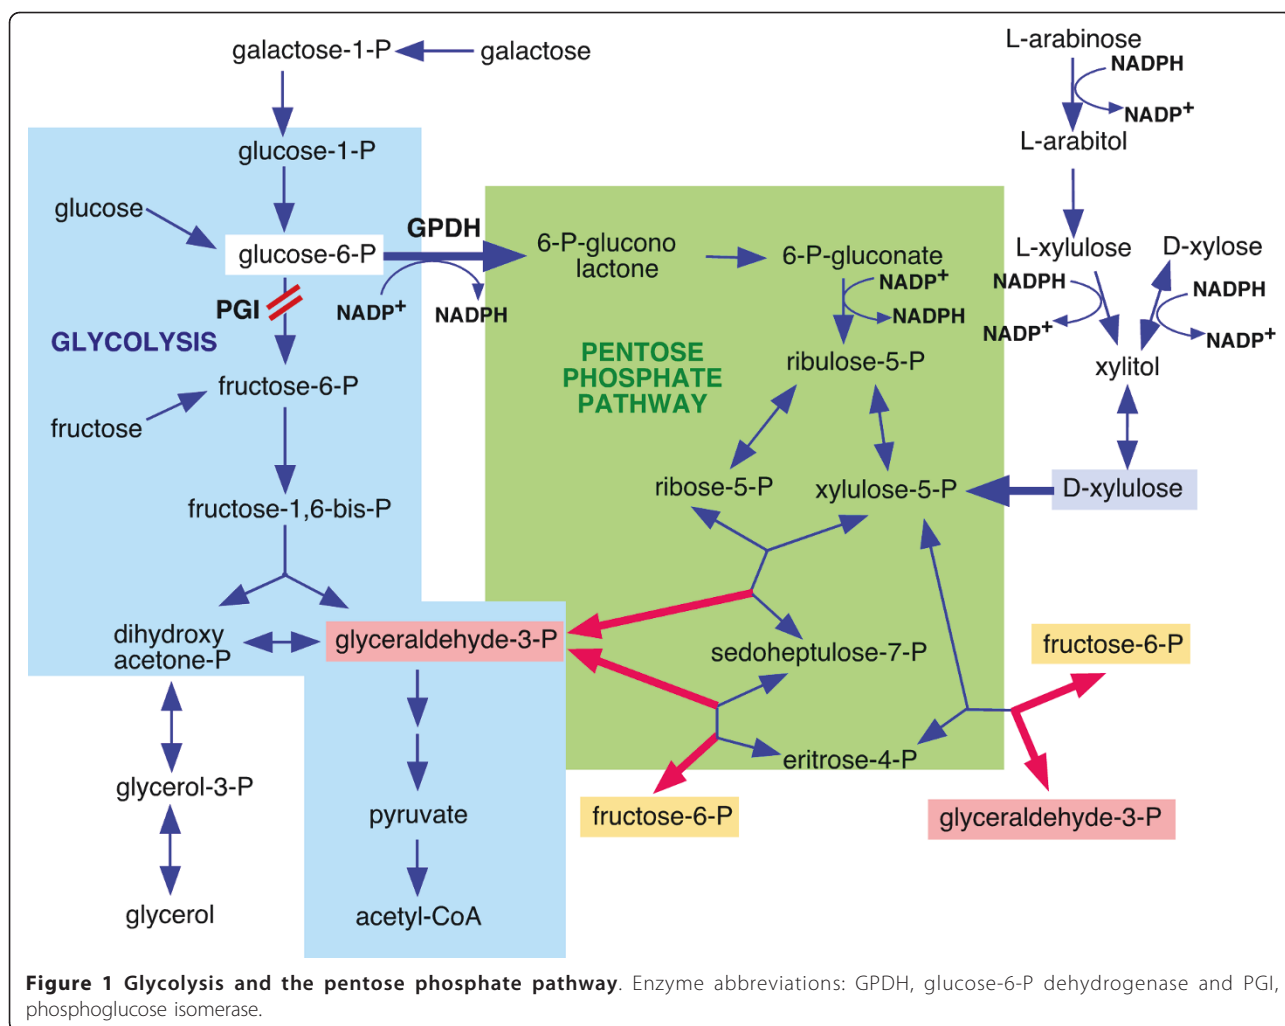 galactose-1-P
galactose
L-arabinose
NADPH
NADP+
L-arabitol
glucose-1-P
glucose
glucose-6-P
GPDH
NADP+
NADPH
PGI
GLYCOLYSIS
fructose-6-P
fructose
fructose-1,6-bis-P
dihydroxy
acetone-P
glyceraldehyde-3-P
glycerol-3-P
glycerol
pyruvate
acetyl-CoA
6-P-glucono
lactone
6-P-gluconate
NADP+
NADPH
PENTOSE
PHOSPHATE
PATHWAY
ribulose-5-P
ribose-5-P
xylulose-5-P
sedoheptulose-7-P
eritrose-4-P
fructose-6-P
L-xylulose
D-xylose
NADPH
NADP+
NADPH
NADP+
xylitol
D-xylulose
fructose-6-P
glyceraldehyde-3-P
Figure 1 Glycolysis and the pentose phosphate pathway. Enzyme abbreviations: GPDH, glucose-6-P dehydrogenase and PGI,
phosphoglucose isomerase.